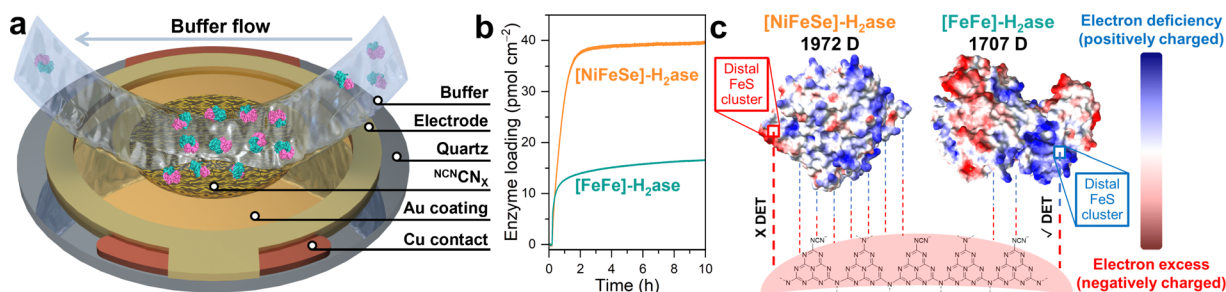 a
Buffer flow
Buffer
Electrode
Quartz
NCNCNX
Au coating
Cu contact
b
Enzyme loading (pmol cm−2)
40
30
20
10
0
[NiFeSe]-H2ase
[FeFe]-H2ase
0 2 4 6 8 10
Time (h)
c
[NiFeSe]-H2ase
1972 D
[FeFe]-H2ase
1707 D
Distal
FeS
cluster
Distal
FeS
cluster
X DET
√ DET
Electron deficiency
(positively charged)
Electron excess
(negatively charged)